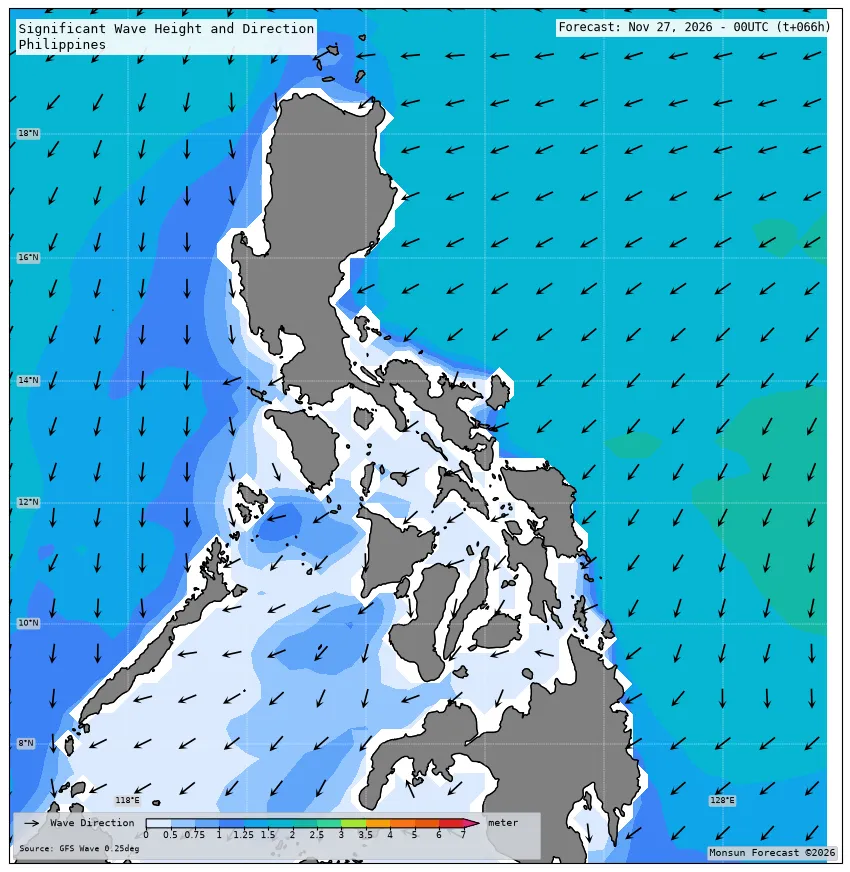 Significant Wave Height and Direction
Philippines
Forecast: Nov 27, 2026 - 00UTC (t+066h)
18°N
16°N
14°N
12°N
10°N
8°N
118°E
128°E
Wave Direction
meter
0 0.5 0.75 1 1.25 1.5 2 2.5 3 3.5 4 5 6 7
Source: GFS Wave 0.25deg
Monsun Forecast ©2026